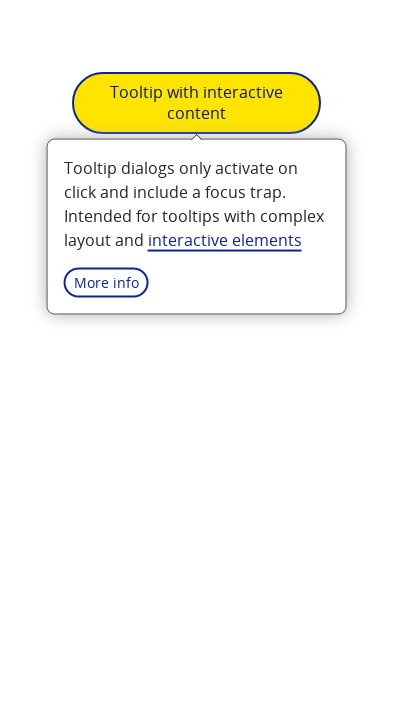 Tooltip with interactive
content
Tooltip dialogs only activate on
click and include a focus trap.
Intended for tooltips with complex
layout and interactive elements
More info